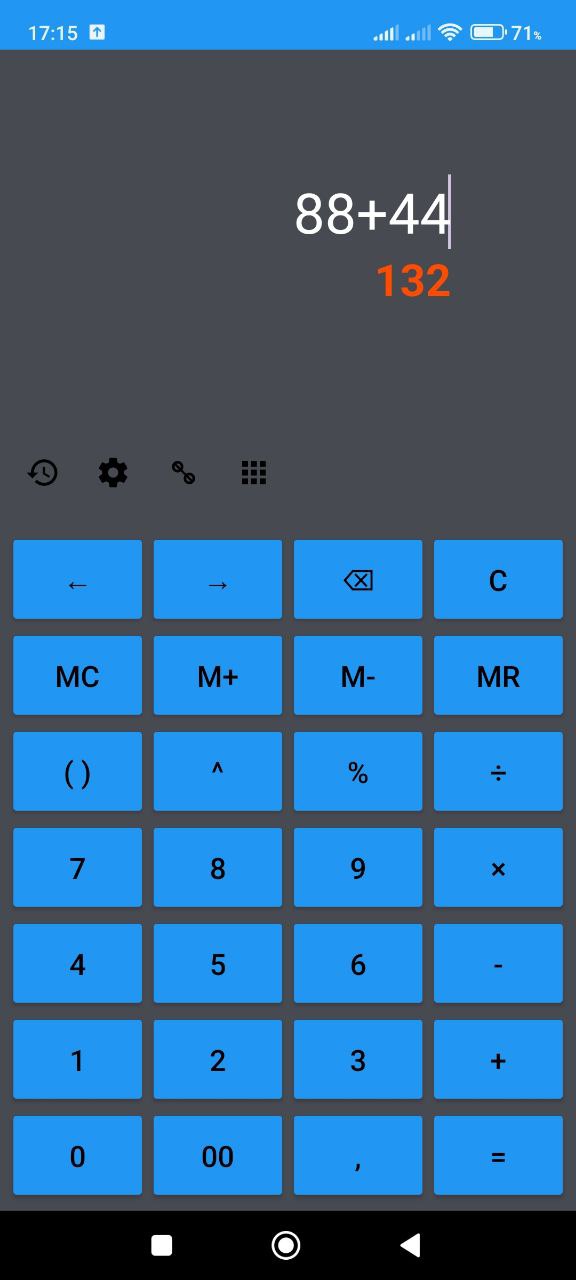 17:15 71%
88+44
132
← → C
MC M+ M- MR
( ) ^ % ÷
7 8 9 ×
4 5 6 -
1 2 3 +
0 00 , =